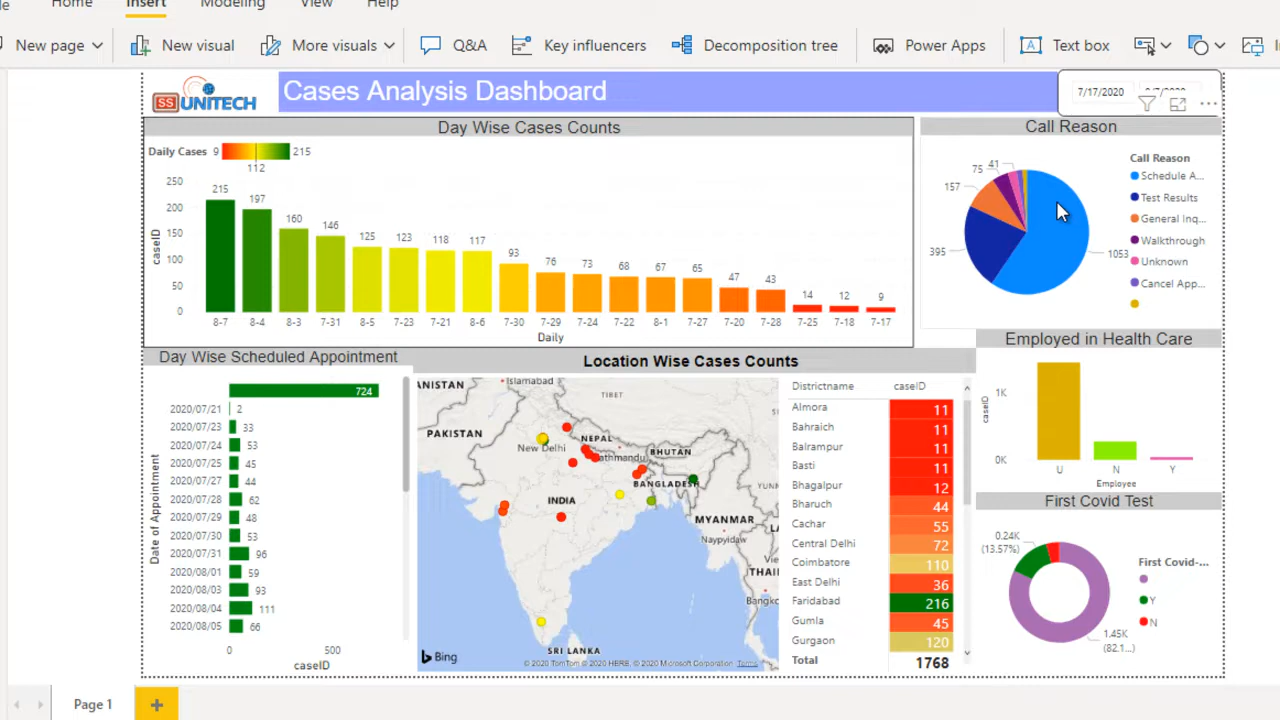 Home Insert Modeling View Help
New page New visual More visuals Q&A Key influencers Decomposition tree Power Apps Text box
SS UNITECH
Cases Analysis Dashboard
7/17/2020
Day Wise Cases Counts
Daily Cases 9 215
112
caseID
250
200
150
100
50
0
215 197 160 146 125 123 118 117 93 76 73 68 67 65 47 43 14 12 9
8-7 8-4 8-3 7-31 8-5 7-23 7-21 8-6 7-30 7-29 7-24 7-22 8-1 7-27 7-20 7-28 7-25 7-18 7-17
Daily
Call Reason
41
75
157
395
1053
Call Reason
Schedule A...
Test Results
General Inq...
Walkthrough
Unknown
Cancel App...
Day Wise Scheduled Appointment
Date of Appointment
724
2020/07/21 2
2020/07/23 33
2020/07/24 53
2020/07/25 45
2020/07/27 44
2020/07/28 62
2020/07/29 48
2020/07/30 53
2020/07/31 96
2020/08/01 59
2020/08/03 93
2020/08/04 111
2020/08/05 66
0 500
caseID
Location Wise Cases Counts
ANISTAN
Islamabad
TIBET
PAKISTAN
New Delhi
NEPAL
athmandu
BHUTAN
BANGLADESH
INDIA
MYANMAR
Naypyidaw
THAI
Bangko
SRI LANKA
Bing
© 2020 TomTom © 2020 HERB, © 2020 Microsoft Corporation Terms
Districtname caseID
Almora 11
Bahraich 11
Balrampur 11
Basti 11
Bhagalpur 12
Bharuch 44
Cachar 55
Central Delhi 72
Coimbatore 110
East Delhi 36
Faridabad 216
Gumla 45
Gurgaon 120
Total 1768
Employed in Health Care
caseID
1K
0K
U N Y
Employee
First Covid Test
0.24K
(13.57%)
1.45K
(82.1...)
First Covid-...
Y
N
Page 1